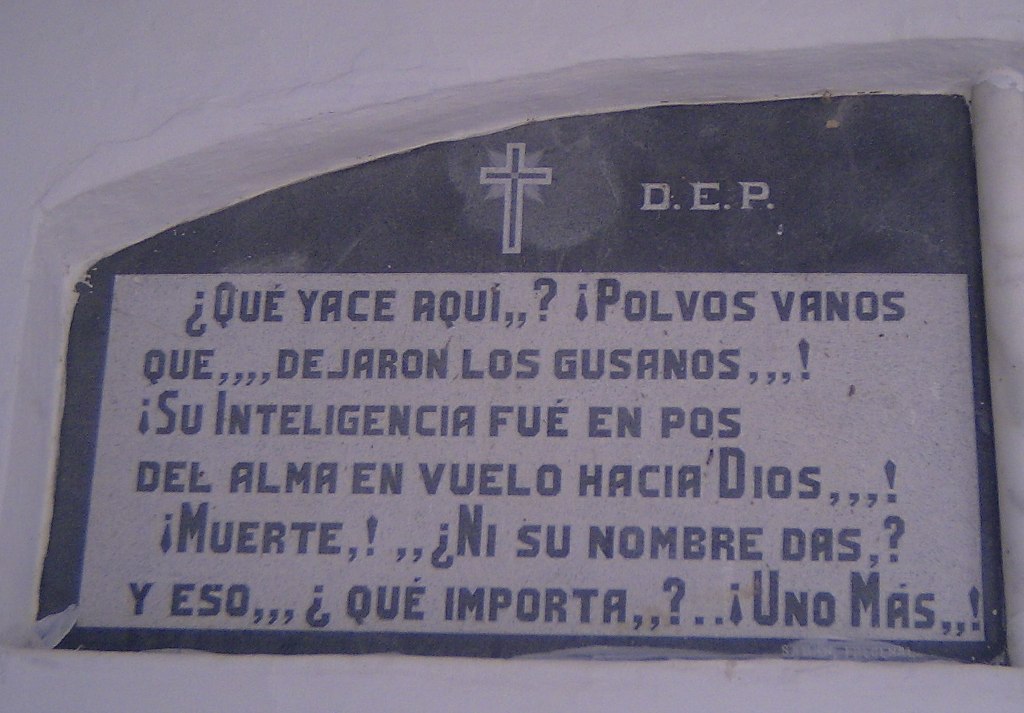 D.E.P.
¿QUÉ YACE AQUÍ,,? ¡POLVOS VANOS
QUE,,,,DEJARON LOS GUSANOS,,,!
¡SU INTELIGENCIA FUÉ EN POS
DEL ALMA EN VUELO HACIA DIOS,,,!
¡MUERTE,! ,,¿NI SU NOMBRE DAS,?
Y ESO,,,¿ QUÉ IMPORTA,,?..¡UNO MÁS,,!